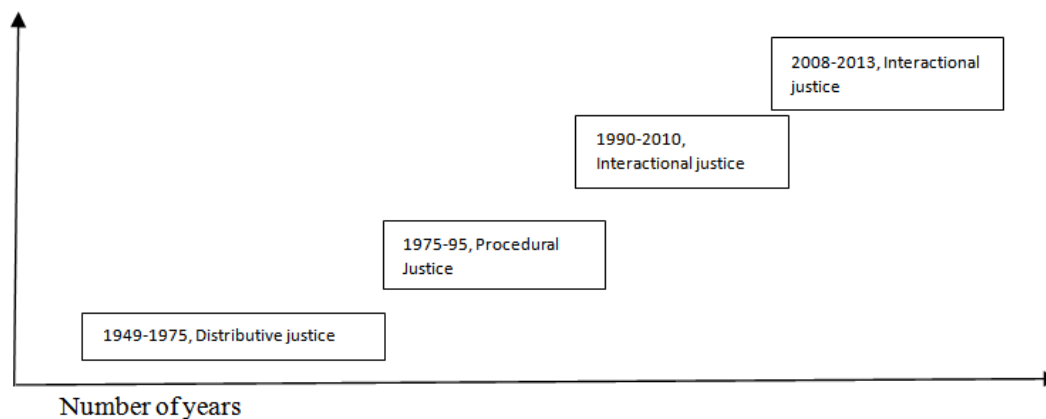 2008-2013, Interactional
justice
1990-2010,
Interactional justice
1975-95, Procedural
Justice
1949-1975, Distributive justice
Number of years